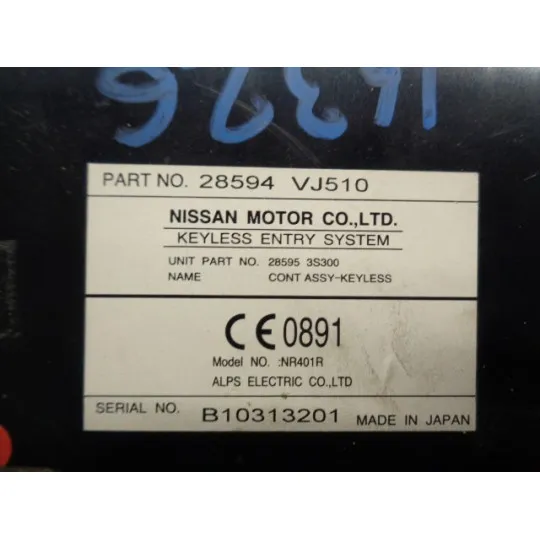 PART NO. 28594 VJ510
NISSAN MOTOR CO.,LTD.
KEYLESS ENTRY SYSTEM
UNIT PART NO. 28595 3S300
NAME CONT ASSY-KEYLESS
CE 0891
Model NO. :NR401R
ALPS ELECTRIC CO.,LTD
SERIAL NO. B10313201 MADE IN JAPAN